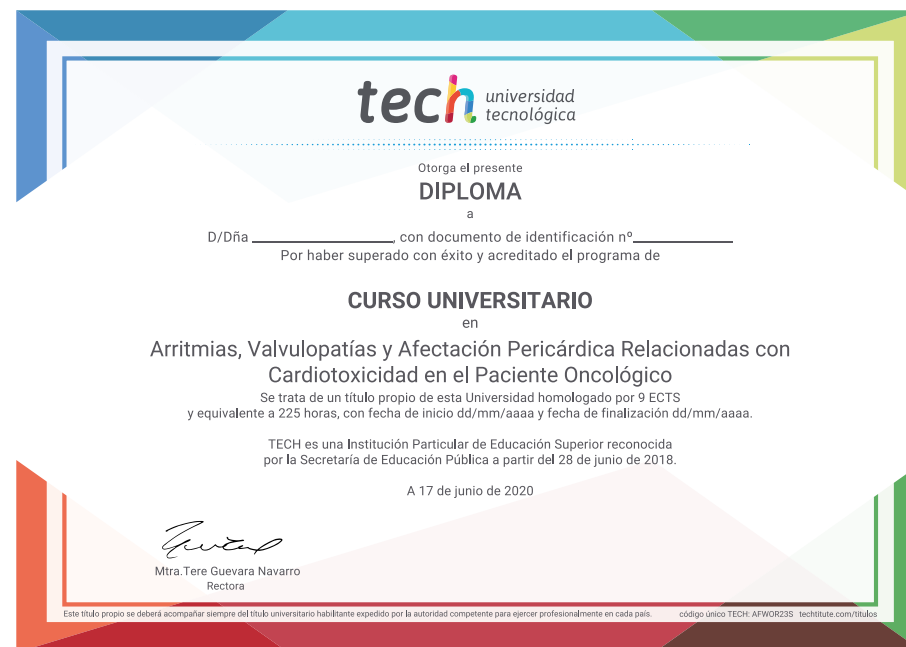 tech universidad
tecnológica
Otorga el presente
DIPLOMA
a
D/Dña ____________________, con documento de identificación nº______________
Por haber superado con éxito y acreditado el programa de
CURSO UNIVERSITARIO
en
Arritmias, Valvulopatías y Afectación Pericárdica Relacionadas con
Cardiotoxicidad en el Paciente Oncológico
Se trata de un título propio de esta Universidad homologado por 9 ECTS
y equivalente a 225 horas, con fecha de inicio dd/mm/aaaa y fecha de finalización dd/mm/aaaa.
TECH es una Institución Particular de Educación Superior reconocida
por la Secretaría de Educación Pública a partir del 28 de junio de 2018.
A 17 de junio de 2020
Mtra.Tere Guevara Navarro
Rectora
Este título propio se deberá acompañar siempre del título universitario habilitante expedido por la autoridad competente para ejercer profesionalmente en cada país. código único TECH: AFWOR23S techtitute.com/titulos